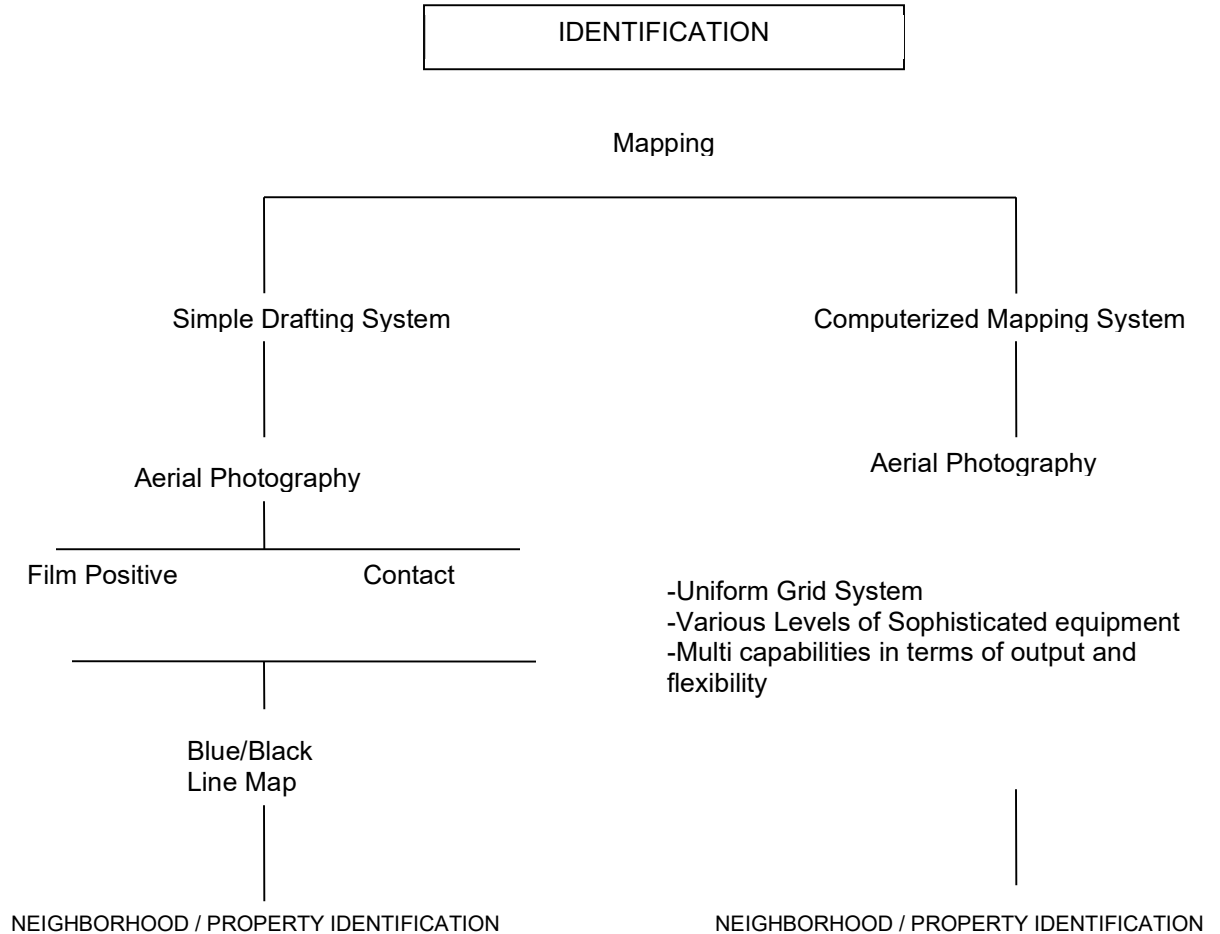 IDENTIFICATION
Mapping
Simple Drafting System
Computerized Mapping System
Aerial Photography
Aerial Photography
Film Positive
Contact
-Uniform Grid System
-Various Levels of Sophisticated equipment
-Multi capabilities in terms of output and
flexibility
Blue/Black
Line Map
NEIGHBORHOOD / PROPERTY IDENTIFICATION
NEIGHBORHOOD / PROPERTY IDENTIFICATION